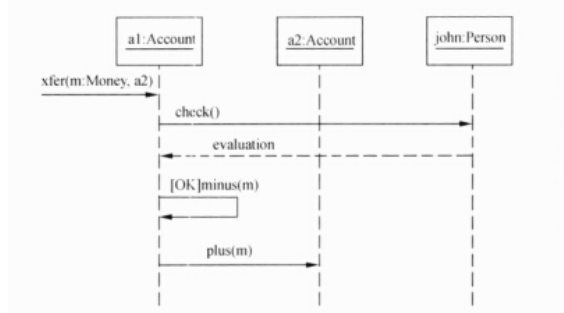 a1:Account
a2:Account
john:Person
xfer(m:Money, a2)
check()
evaluation
[OK]minus(m)
plus(m)